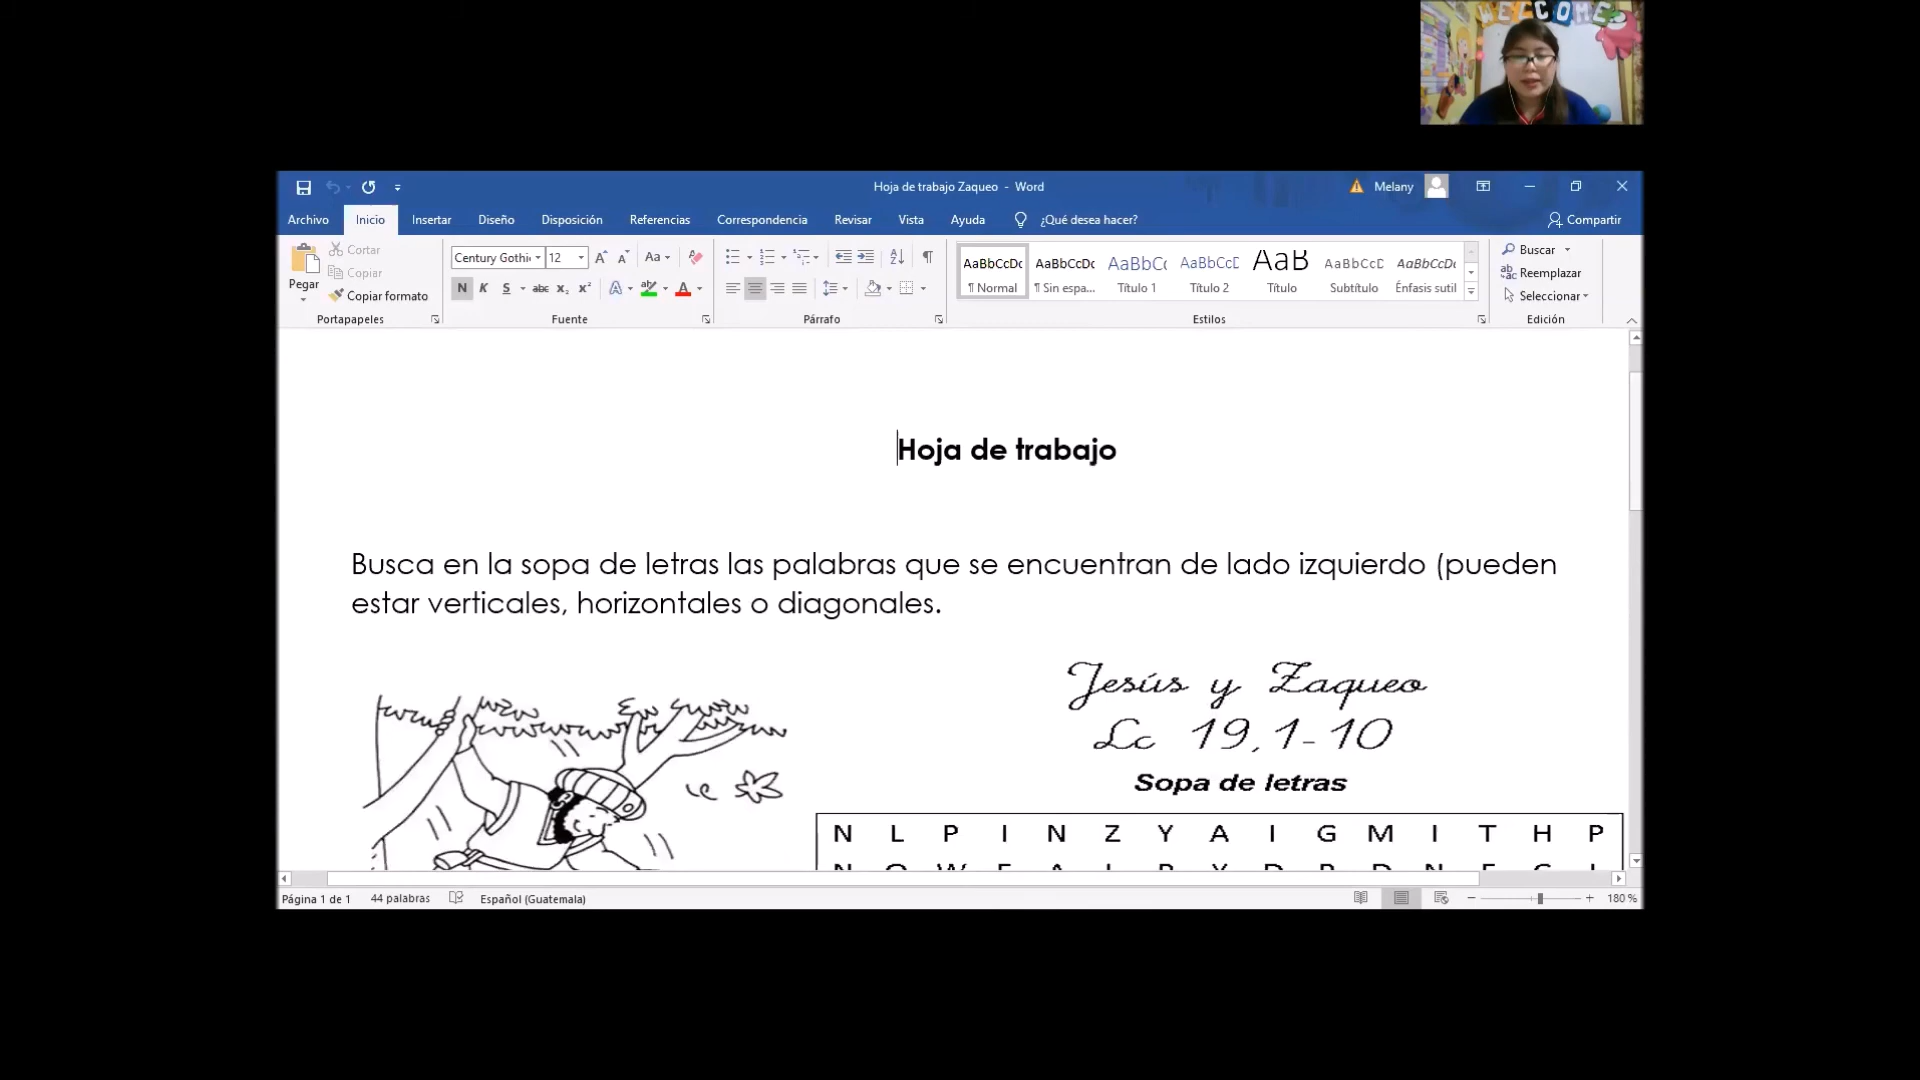 WELCOME
Hoja de trabajo Zaqueo - Word
Melany
Archivo Inicio Insertar Diseño Disposición Referencias Correspondencia Revisar Vista Ayuda ¿Qué desea hacer? Compartir
Pegar
Cortar
Copiar
Copiar formato
Portapapeles
Century Gothi 12
Fuente
Párrafo
AaBbCcDc AaBbCcDc AaBbCc AaBbCcD AaB AaBbCcD AaBbCcDc
¶ Normal ¶ Sin espa... Título 1 Título 2 Título Subtítulo Énfasis sutil
Estilos
Buscar
Reemplazar
Seleccionar
Edición
Hoja de trabajo
Busca en la sopa de letras las palabras que se encuentran de lado izquierdo (pueden
estar verticales, horizontales o diagonales.
Jesús y Zaqueo
Lc 19, 1-10
Sopa de letras
N L P I N Z Y A I G M I T H P
Página 1 de 1 44 palabras Español (Guatemala) 180 %